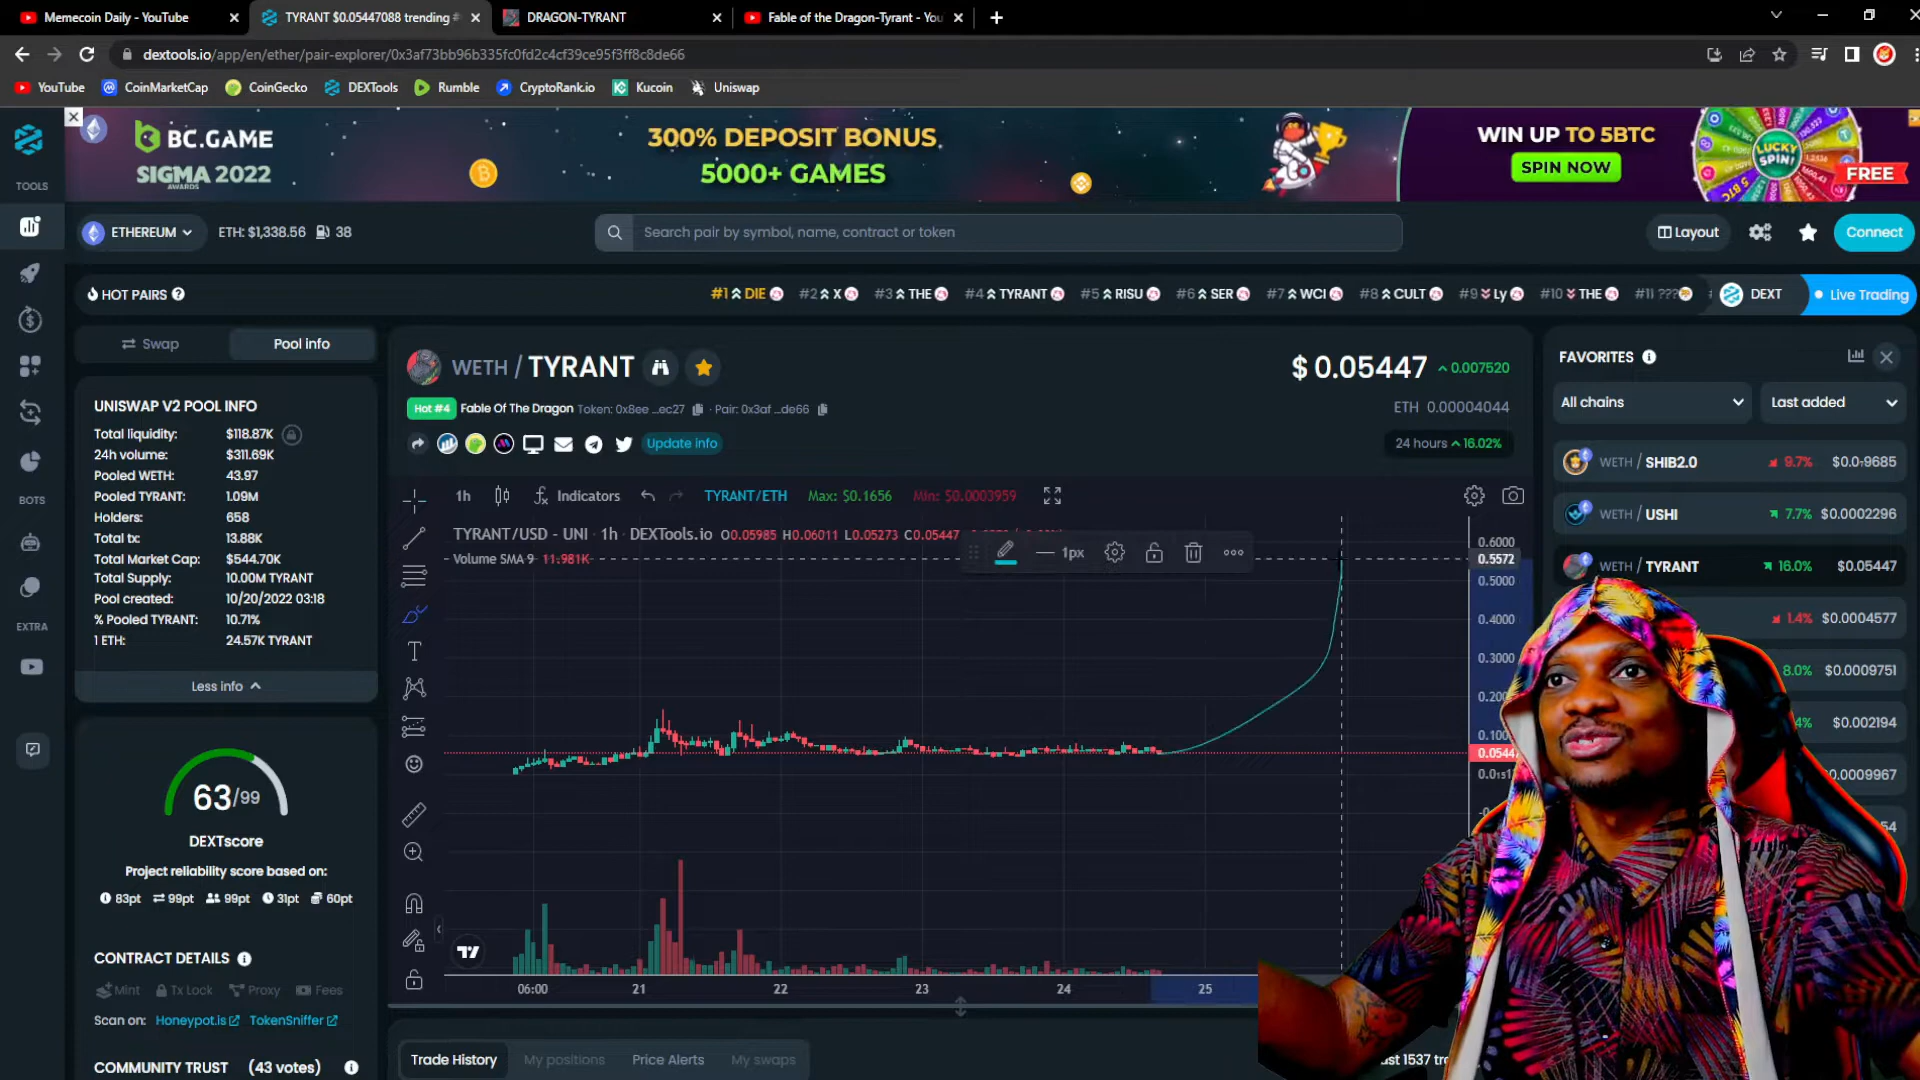 Memecoin Daily - YouTube
TYRANT $0.05447088 trending #
DRAGON-TYRANT
Fable of the Dragon-Tyrant - You
dextools.io/app/en/ether/pair-explorer/0x3af73bb96b335fc0fd2c4cf39ce95f3ff8c8de66
YouTube CoinMarketCap CoinGecko DEXTools Rumble CryptoRank.io Kucoin Uniswap
BC.GAME
SIGMA 2022
AWARDS
300% DEPOSIT BONUS
5000+ GAMES
WIN UP TO 5BTC
SPIN NOW
LUCKY SPIN!
FREE
TOOLS
ETHEREUM ETH: $1,338.56 38
Search pair by symbol, name, contract or token
Layout
Connect
HOT PAIRS
#1 DIE #2 X #3 THE #4 TYRANT #5 RISU #6 SER #7 WCI #8 CULT #9 Ly #10 THE #11 ???
DEXT
Live Trading
Swap Pool info
UNISWAP V2 POOL INFO
Total liquidity: $118.87K
24h volume: $311.69K
Pooled WETH: 43.97
Pooled TYRANT: 1.09M
Holders: 658
Total tx: 13.88K
Total Market Cap: $544.70K
Total Supply: 10.00M TYRANT
Pool created: 10/20/2022 03:18
% Pooled TYRANT: 10.71%
1 ETH: 24.57K TYRANT
Less info
BOTS
EXTRA
63/99
DEXTscore
Project reliability score based on:
83pt 99pt 99pt 31pt 60pt
CONTRACT DETAILS
Mint Tx Lock Proxy Fees
Scan on: Honeypot.is TokenSniffer
COMMUNITY TRUST (43 votes)
WETH / TYRANT
$ 0.05447 0.007520
Hot #4 Fable Of The Dragon Token: 0x8ee ...ec27 · Pair: 0x3af ...de66
ETH 0.00004044
Update info
24 hours 16.02%
1h Indicators TYRANT/ETH Max: $0.1656 Min: $0.0003959
TYRANT/USD - UNI · 1h · DEXTools.io O0.05985 H0.06011 L0.05273 C0.05447
Volume SMA 9 11.981K
1px
0.6000
0.5572
0.5000
0.4000
0.3000
0.200
0.100
0.0544
06:00 21 22 23 24 25
Trade History My positions Price Alerts My swaps
FAVORITES
All chains
Last added
WETH / SHIB2.0 9.7% $0.0₇9685
WETH / USHI 7.7% $0.0002296
WETH / TYRANT 16.0% $0.05447
1.4% $0.0004577
8.0% $0.0009751
4% $0.002194
0.0009967
54